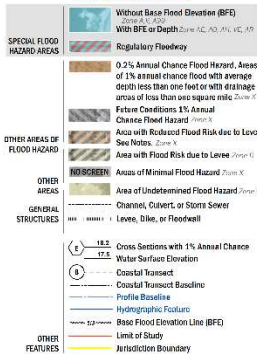 Without Base Flood Elevation (BFE)
Zone A,V, A99
With BFE or Depth Zone AE, AO, AH, VE, AR
SPECIAL FLOOD
HAZARD AREAS
Regulatory Floodway
0.2% Annual Chance Flood Hazard, Areas
of 1% annual chance flood with average
depth less than one foot or with drainage
areas of less than one square mile Zone X
Future Conditions 1% Annual
Chance Flood Hazard Zone X
Area with Reduced Flood Risk due to Leve
See Notes. Zone X
OTHER AREAS OF
FLOOD HAZARD
Area with Flood Risk due to Levee Zone D
NO SCREEN Areas of Minimal Flood Hazard Zone X
OTHER
AREAS
Area of Undetermined Flood Hazard Zone
GENERAL
STRUCTURES
Channel, Culvert, or Storm Sewer
Levee, Dike, or Floodwall
E 18.2 Cross Sections with 1% Annual Chance
17.5 Water Surface Elevation
8 Coastal Transect
Coastal Transect Baseline
Profile Baseline
Hydrographic Feature
Base Flood Elevation Line (BFE)
OTHER
FEATURES
Limit of Study
Jurisdiction Boundary